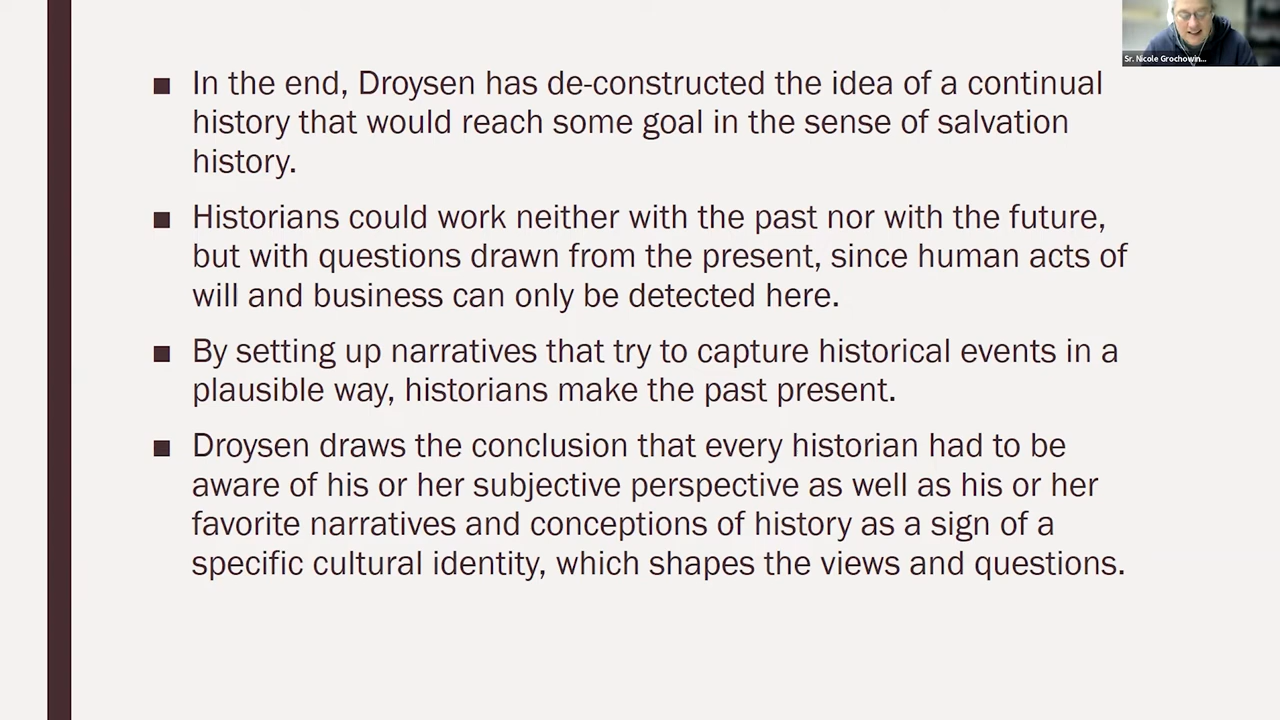 In the end, Droysen has de-constructed the idea of a continual
history that would reach some goal in the sense of salvation
history.
Historians could work neither with the past nor with the future,
but with questions drawn from the present, since human acts of
will and business can only be detected here.
By setting up narratives that try to capture historical events in a
plausible way, historians make the past present.
Droysen draws the conclusion that every historian had to be
aware of his or her subjective perspective as well as his or her
favorite narratives and conceptions of history as a sign of a
specific cultural identity, which shapes the views and questions.
Sr. Nicole Grochowin...